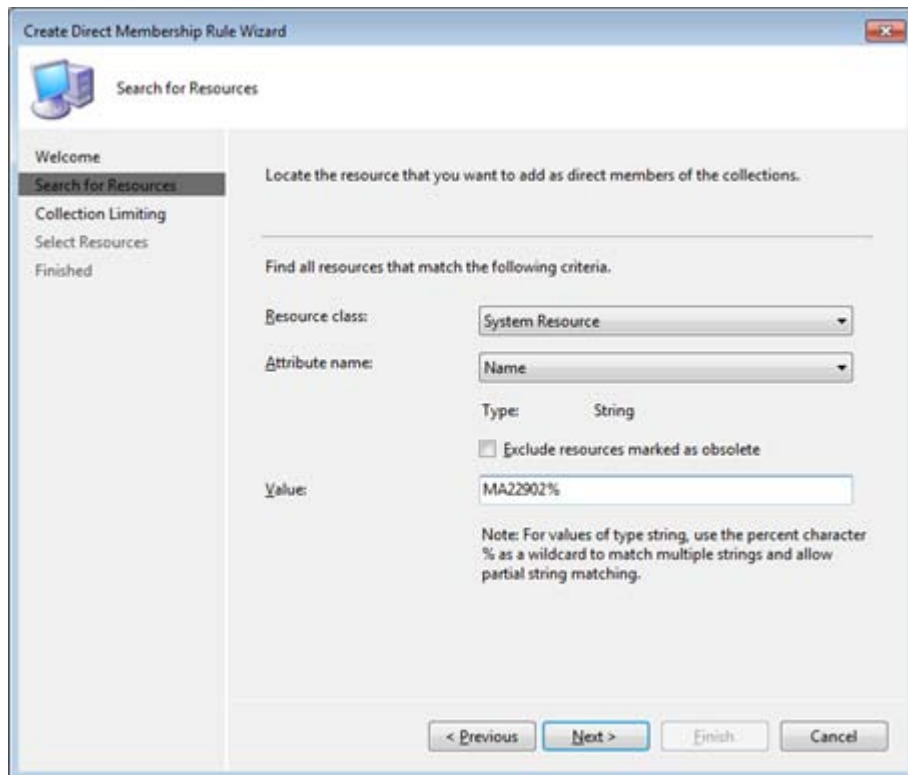 Create Direct Membership Rule Wizard
Search for Resources
Welcome
Search for Resources
Collection Limiting
Select Resources
Finished
Locate the resource that you want to add as direct members of the collections.
Find all resources that match the following criteria.
Resource class: System Resource
Attribute name: Name
Type: String
Exclude resources marked as obsolete
Value: MA22902%
Note: For values of type string, use the percent character
% as a wildcard to match multiple strings and allow
partial string matching.
< Previous Next > Finish Cancel